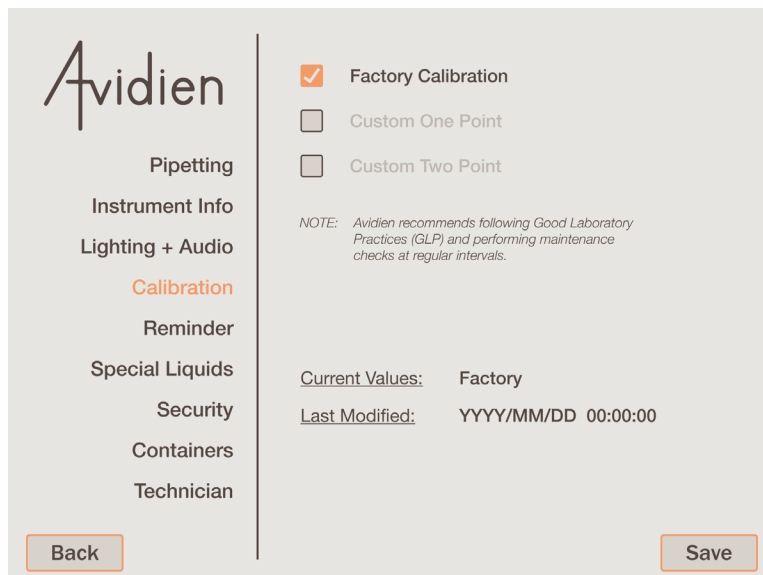 Avidien
Pipetting
Instrument Info
Lighting + Audio
Calibration
Reminder
Special Liquids
Security
Containers
Technician
Back
Factory Calibration
Custom One Point
Custom Two Point
NOTE: Avidien recommends following Good Laboratory
Practices (GLP) and performing maintenance
checks at regular intervals.
Current Values: Factory
Last Modified: YYYY/MM/DD 00:00:00
Save